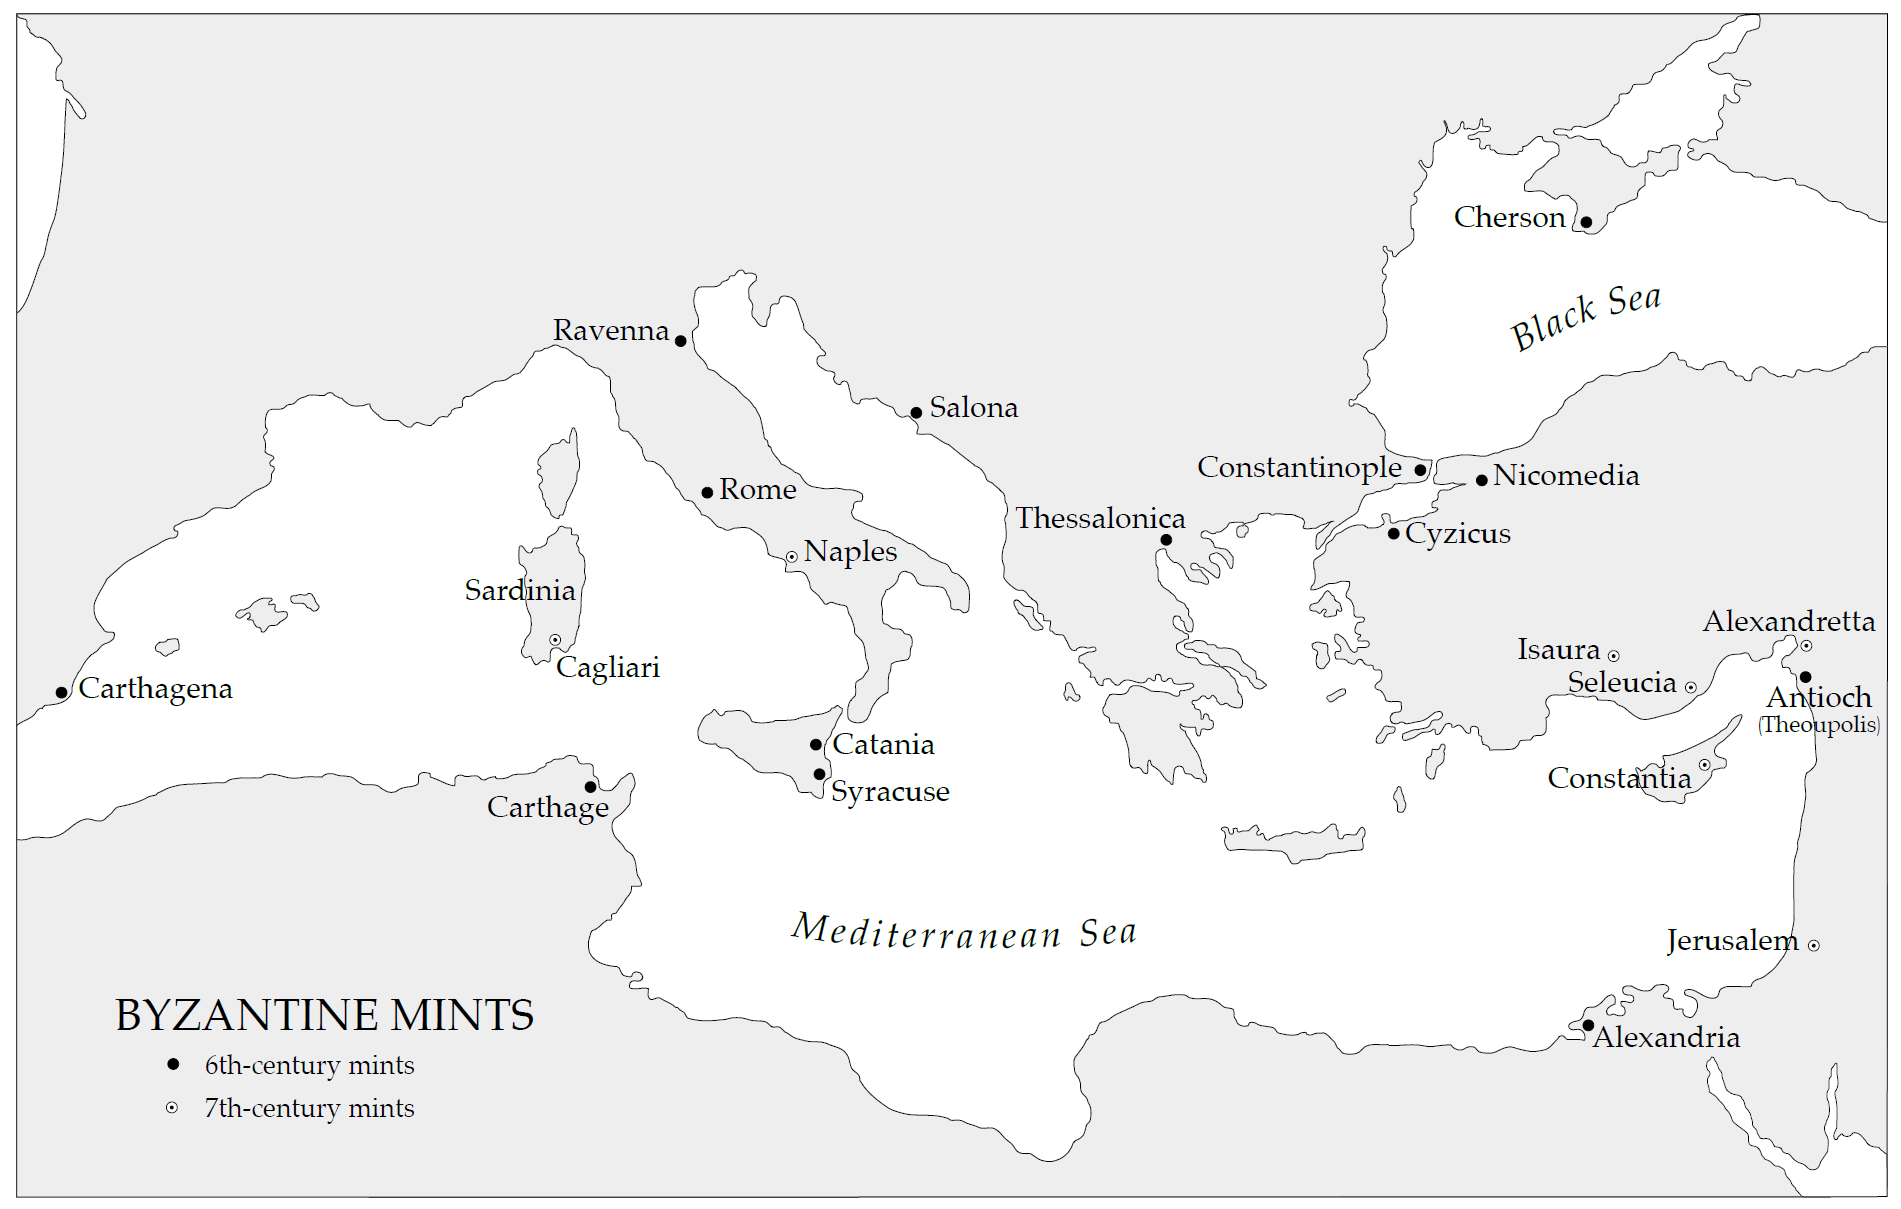 Cherson
Black Sea
Ravenna
Salona
Constantinople
Nicomedia
Rome
Thessalonica
Cyzicus
Naples
Sardinia
Alexandretta
Isaura
Cagliari
Seleucia
Carthagena
Antioch
(Theoupolis)
Catania
Constantia
Syracuse
Carthage
Mediterranean Sea
Jerusalem
BYZANTINE MINTS
Alexandria
6th-century mints
7th-century mints